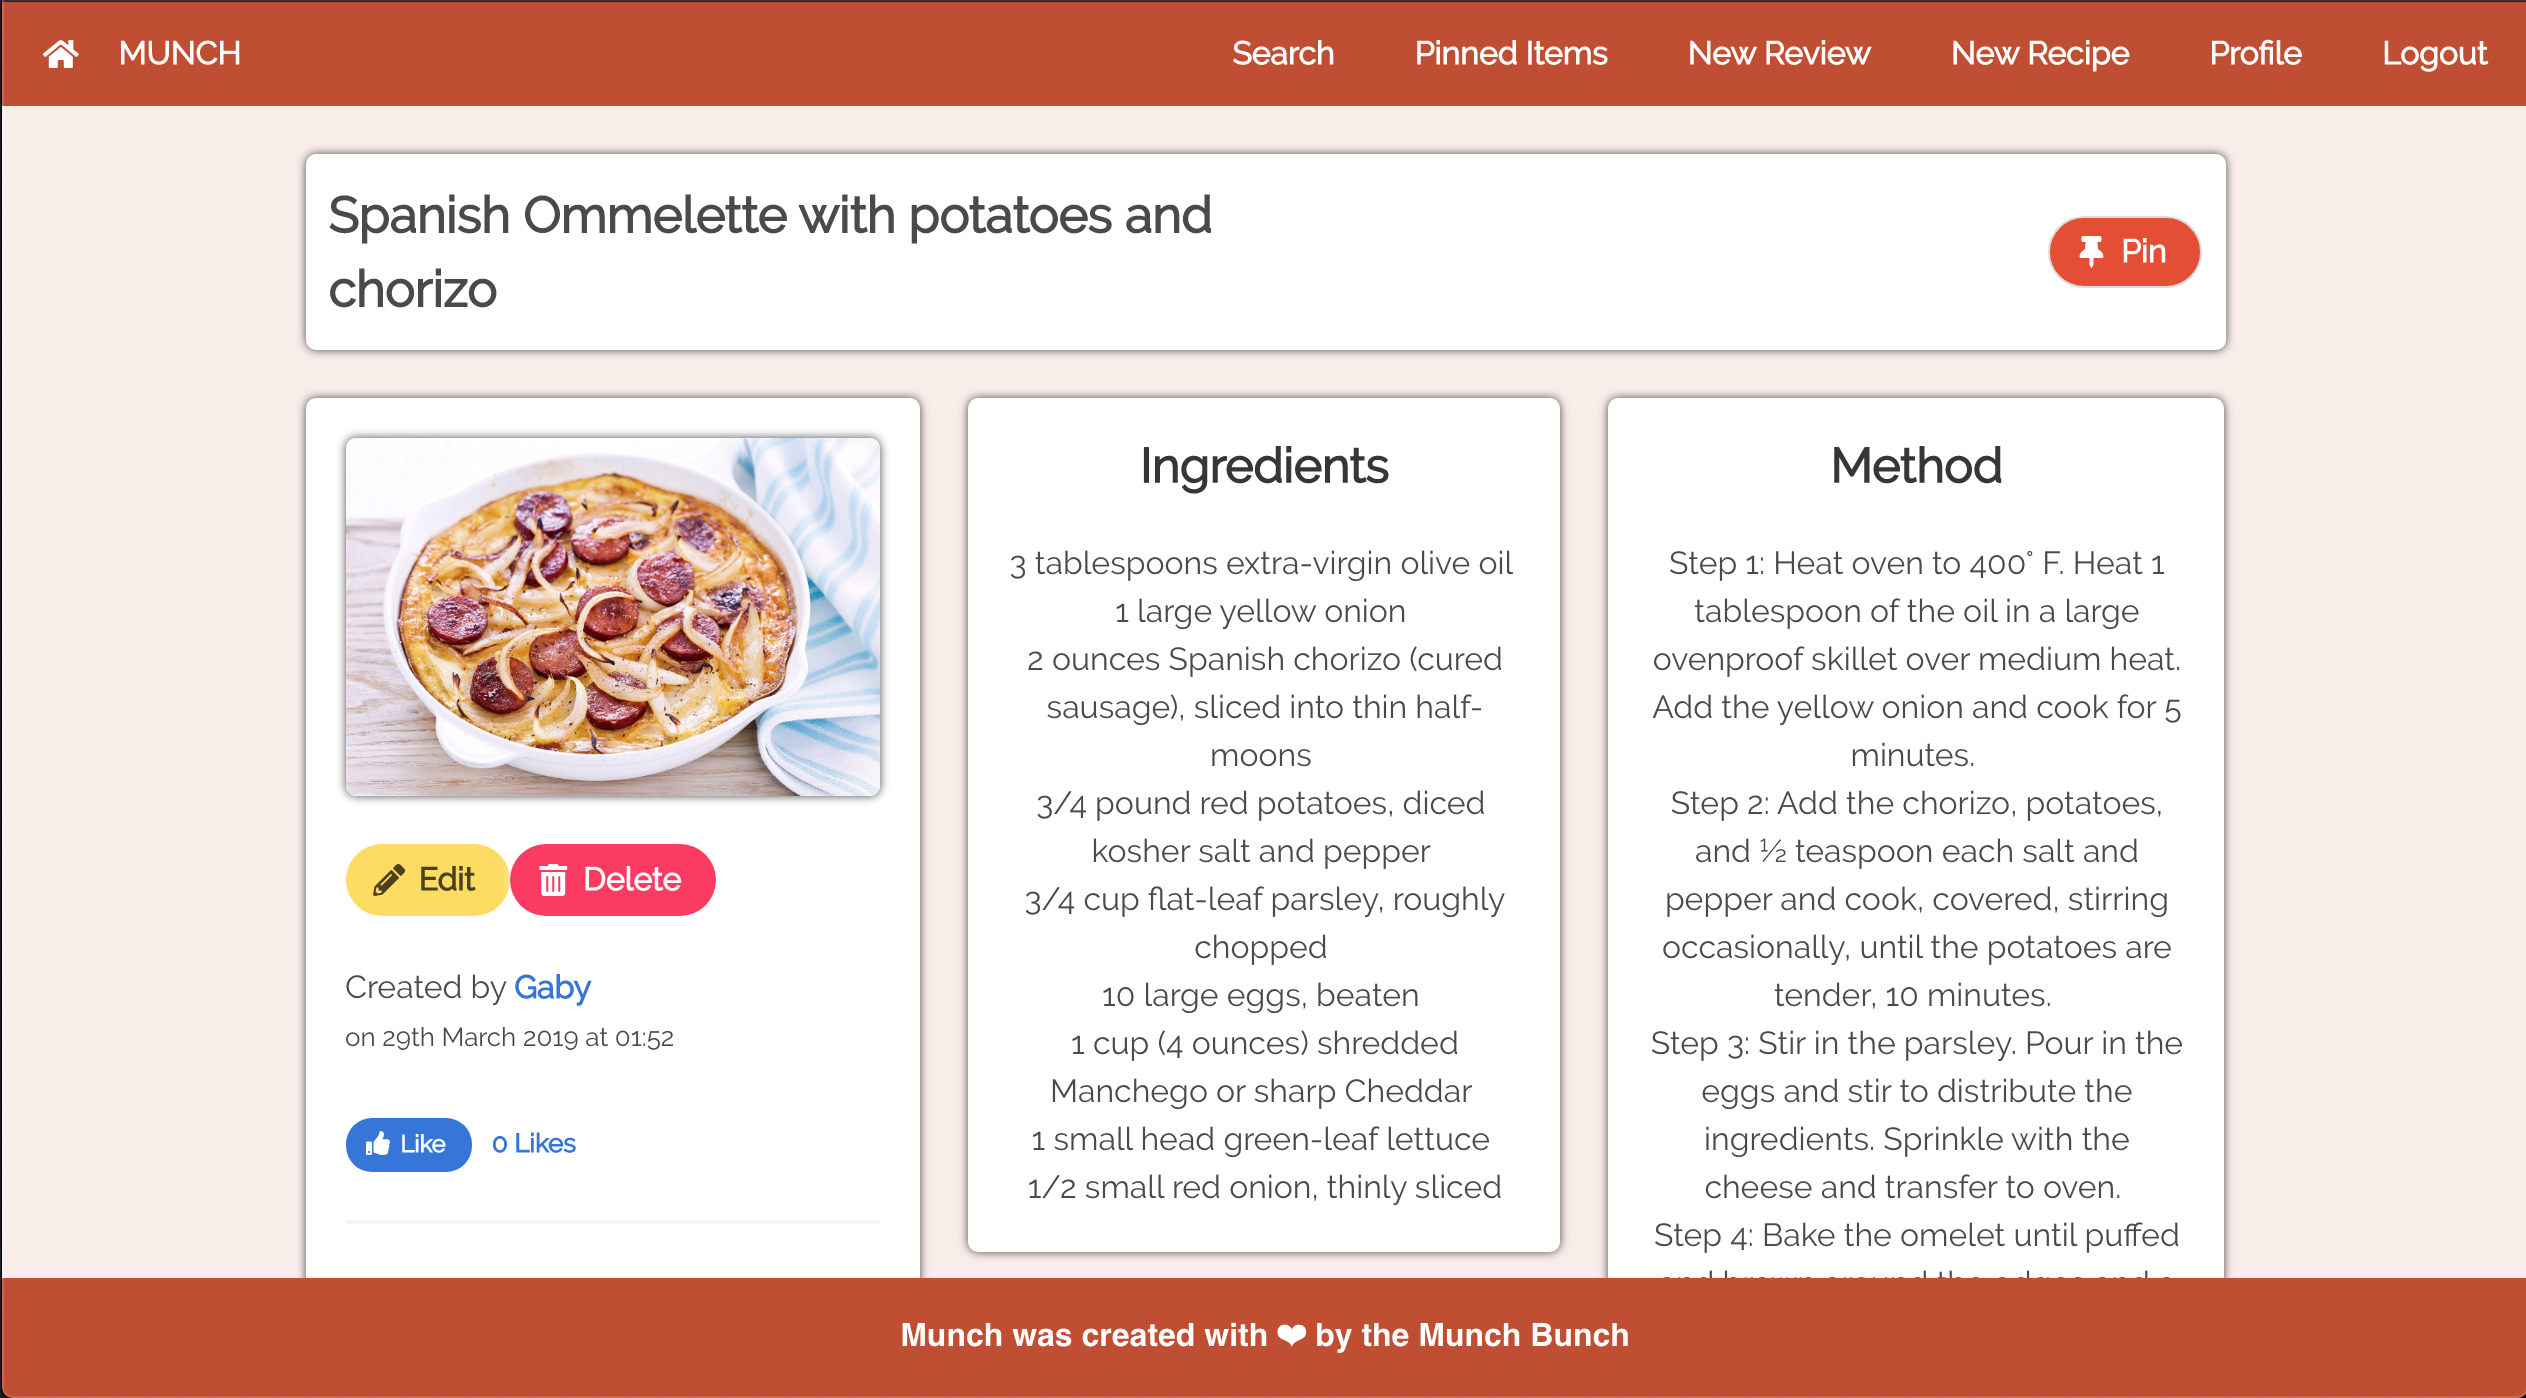 MUNCH
Search
Pinned Items
New Review
New Recipe
Profile
Logout
Spanish Ommelette with potatoes and
chorizo
Pin
Edit
Delete
Created by Gaby
on 29th March 2019 at 01:52
Like
0 Likes
Ingredients
3 tablespoons extra-virgin olive oil
1 large yellow onion
2 ounces Spanish chorizo (cured
sausage), sliced into thin half-
moons
3/4 pound red potatoes, diced
kosher salt and pepper
3/4 cup flat-leaf parsley, roughly
chopped
10 large eggs, beaten
1 cup (4 ounces) shredded
Manchego or sharp Cheddar
1 small head green-leaf lettuce
1/2 small red onion, thinly sliced
Method
Step 1: Heat oven to 400° F. Heat 1
tablespoon of the oil in a large
ovenproof skillet over medium heat.
Add the yellow onion and cook for 5
minutes.
Step 2: Add the chorizo, potatoes,
and ½ teaspoon each salt and
pepper and cook, covered, stirring
occasionally, until the potatoes are
tender, 10 minutes.
Step 3: Stir in the parsley. Pour in the
eggs and stir to distribute the
ingredients. Sprinkle with the
cheese and transfer to oven.
Step 4: Bake the omelet until puffed
Munch was created with ❤ by the Munch Bunch